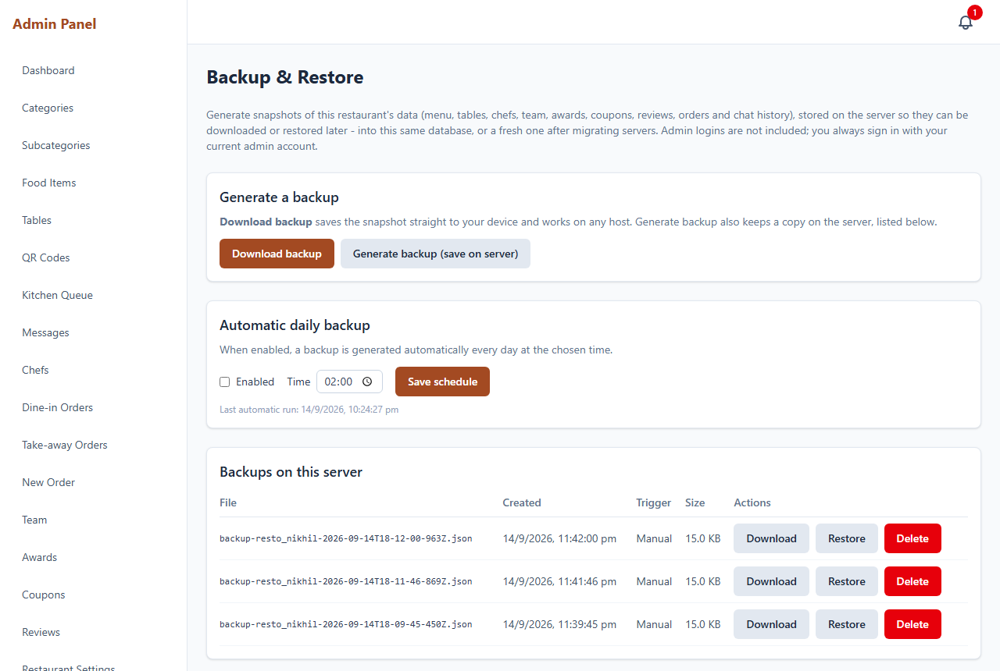 Admin Panel
1
Dashboard
Categories
Subcategories
Food Items
Tables
QR Codes
Kitchen Queue
Messages
Chefs
Dine-in Orders
Take-away Orders
New Order
Team
Awards
Coupons
Reviews
Restaurant Settings
Backup & Restore
Generate snapshots of this restaurant's data (menu, tables, chefs, team, awards, coupons, reviews, orders and chat history), stored on the server so they can be
downloaded or restored later - into this same database, or a fresh one after migrating servers. Admin logins are not included; you always sign in with your
current admin account.
Generate a backup
Download backup saves the snapshot straight to your device and works on any host. Generate backup also keeps a copy on the server, listed below.
Download backup Generate backup (save on server)
Automatic daily backup
When enabled, a backup is generated automatically every day at the chosen time.
Enabled Time 02:00 Save schedule
Last automatic run: 14/9/2026, 10:24:27 pm
Backups on this server
File Created Trigger Size Actions
backup-resto_nikhil-2026-09-14T18-12-00-963Z.json 14/9/2026, 11:42:00 pm Manual 15.0 KB Download Restore Delete
backup-resto_nikhil-2026-09-14T18-11-46-869Z.json 14/9/2026, 11:41:46 pm Manual 15.0 KB Download Restore Delete
backup-resto_nikhil-2026-09-14T18-09-45-450Z.json 14/9/2026, 11:39:45 pm Manual 15.0 KB Download Restore Delete